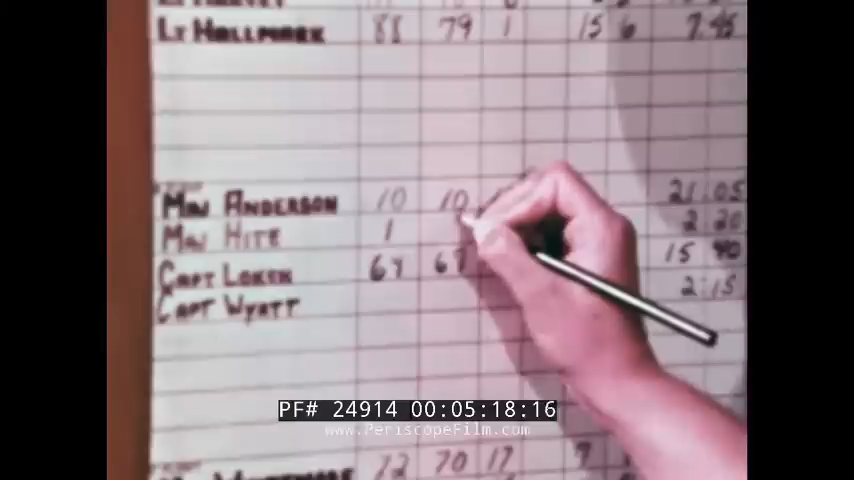 LT HALLMARK 88 79 1 15 6 7:45
MAJ ANDERSON 10 10 21:05
MAJ HITE 1 2 20
CAPT LOKEN 67 67 15 40
CAPT WYATT 2:15
72 70 17 9
PF# 24914 00:05:18:16
www.PeriscopeFilm.com